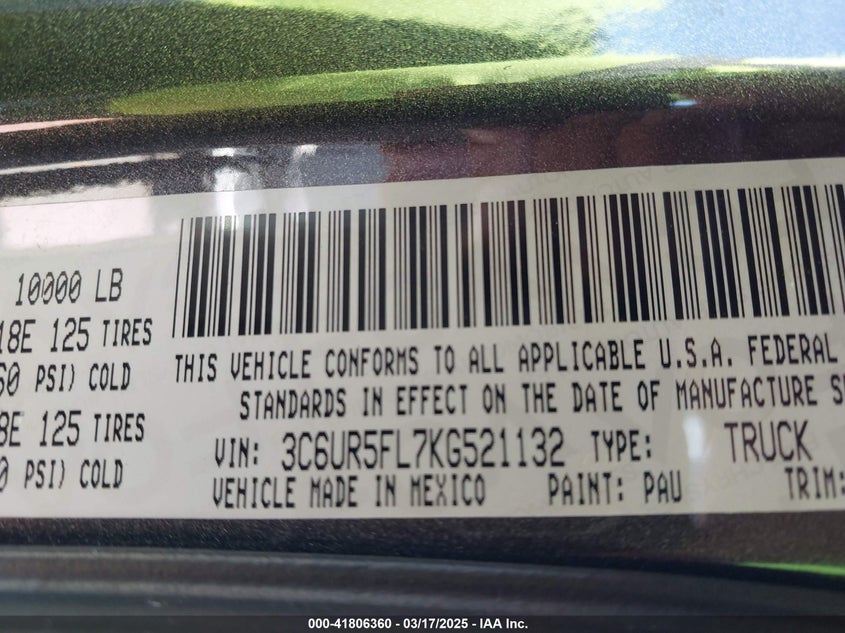 10000 LB
18E 125 TIRES
60 PSI) COLD
8E 125 TIRES
0 PSI) COLD
THIS VEHICLE CONFORMS TO ALL APPLICABLE U.S.A. FEDERAL
STANDARDS IN EFFECT ON THE DATE OF MANUFACTURE
VIN: 3C6UR5FL7KG521132 TYPE: TRUCK
VEHICLE MADE IN MEXICO PAINT: PAU TRIM:
000-41806360 / 03/17/2025 - IAA Inc.